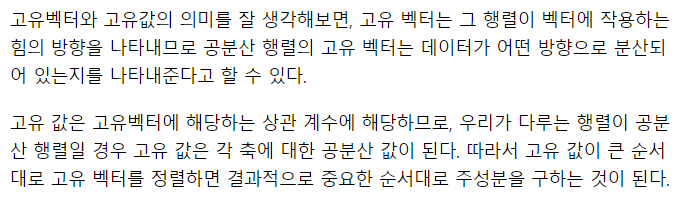 고유벡터와 고유값의 의미를 잘 생각해보면, 고유 벡터는 그 행렬이 벡터에 작용하는
힘의 방향을 나타내므로 공분산 행렬의 고유 벡터는 데이터가 어떤 방향으로 분산되
어 있는지를 나타내준다고 할 수 있다.
고유 값은 고유벡터에 해당하는 상관 계수에 해당하므로, 우리가 다루는 행렬이 공분
산 행렬일 경우 고유 값은 각 축에 대한 공분산 값이 된다. 따라서 고유 값이 큰 순서
대로 고유 벡터를 정렬하면 결과적으로 중요한 순서대로 주성분을 구하는 것이 된다.